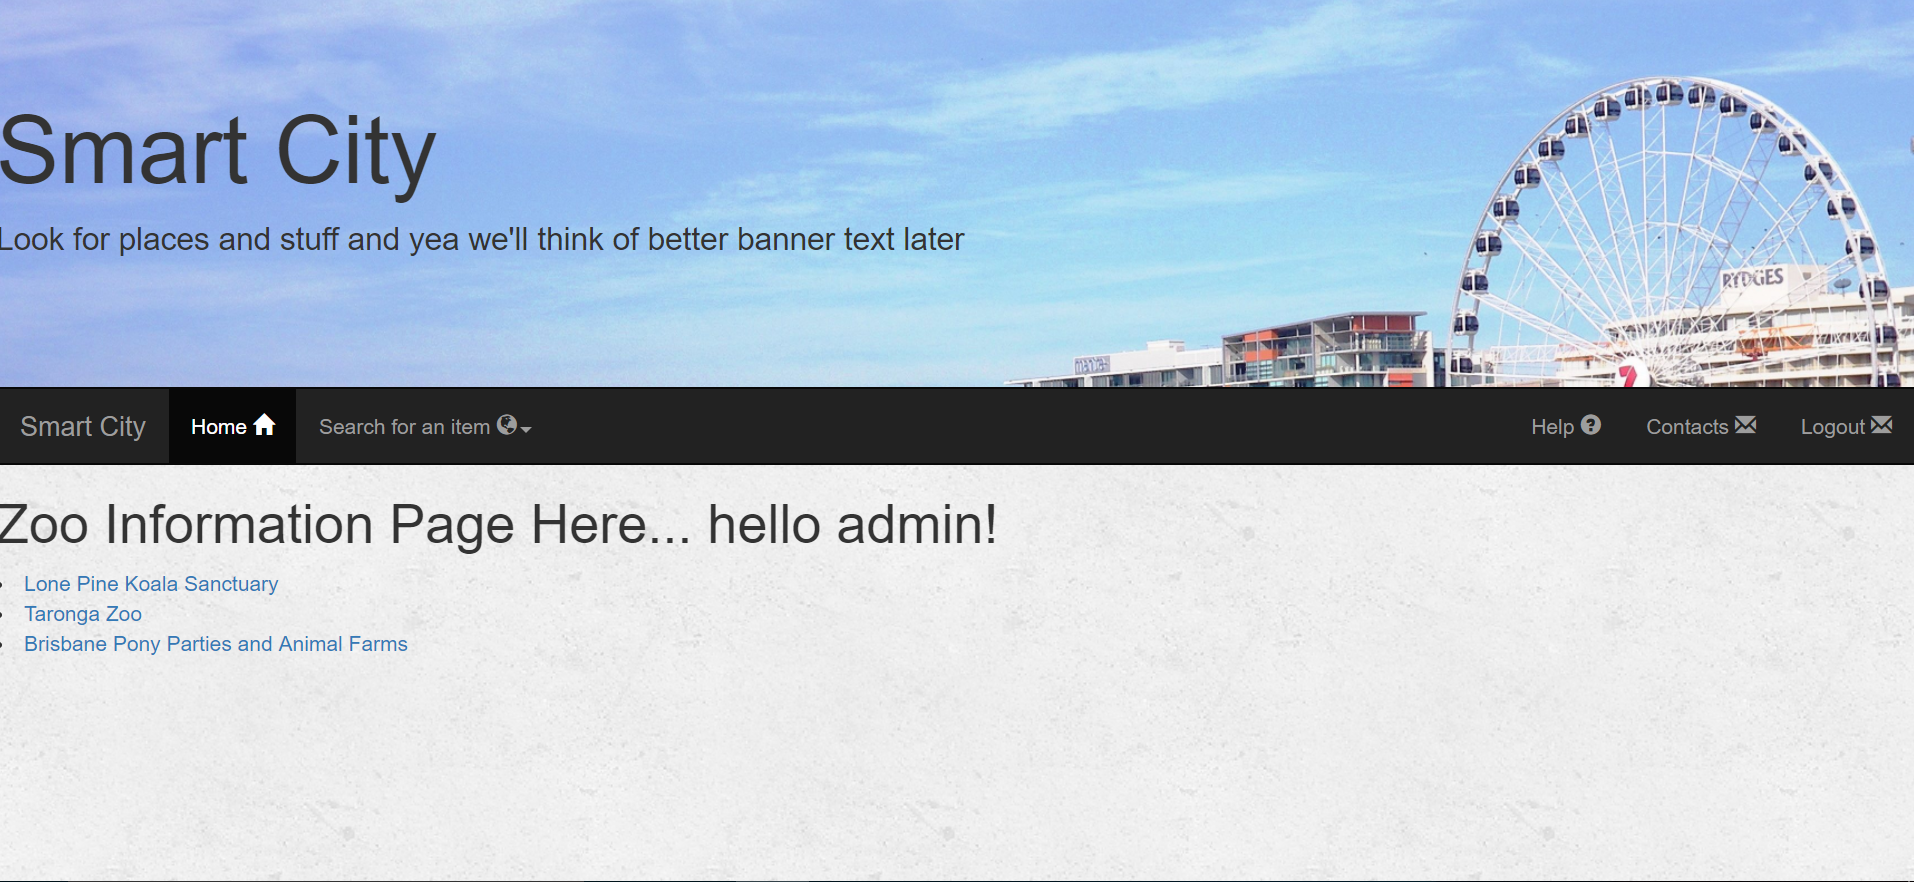 Smart City
Look for places and stuff and yea we'll think of better banner text later
RYDGES
Smart City Home Search for an item Help Contacts Logout
Zoo Information Page Here... hello admin!
Lone Pine Koala Sanctuary
Taronga Zoo
Brisbane Pony Parties and Animal Farms